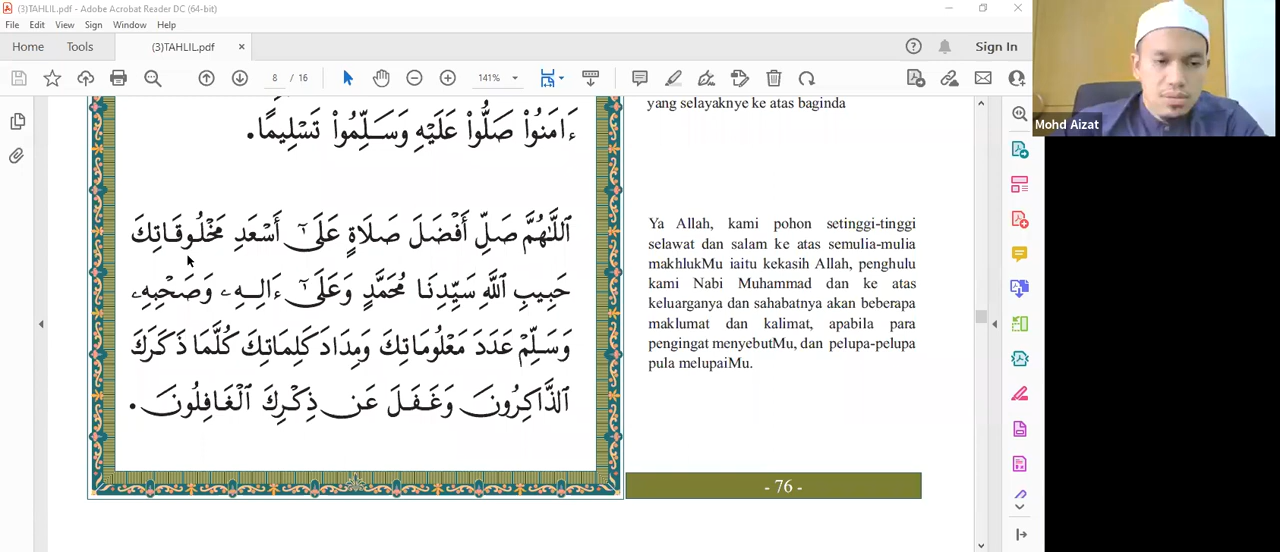 (3)TAHLIL.pdf - Adobe Acrobat Reader DC (64-bit)
File Edit View Sign Window Help
Home Tools (3)TAHLIL.pdf × Sign In
8 / 16 141%
ءَامَنُواْ صَلُّواْ عَلَيْهِ وَسَلِّمُواْ تَسْلِيمًا.
ٱللَّهُمَّ صَلِّ أَفْضَلَ صَلَاةٍ عَلَىٰٓ أَسْعَدِ مَخْلُوقَاتِكَ
حَبِيبِ ٱللَّهِ سَيِّدِنَا مُحَمَّدٍ وَعَلَىٰٓ ءَالِهِۦ وَصَحْبِهِۦ
وَسَلِّمْ عَدَدَ مَعْلُومَاتِكَ وَمِدَادَ كَلِمَاتِكَ كُلَّمَا ذَكَرَكَ
ٱلذَّاكِرُونَ وَغَفَلَ عَن ذِكْرِكَ ٱلْغَافِلُونَ.
yang selayaknye ke atas baginda
Ya Allah, kami pohon setinggi-tinggi
selawat dan salam ke atas semulia-mulia
makhlukMu iaitu kekasih Allah, penghulu
kami Nabi Muhammad dan ke atas
keluarganya dan sahabatnya akan beberapa
maklumat dan kalimat, apabila para
pengingat menyebutMu, dan pelupa-pelupa
pula melupaiMu.
- 76 -
Mohd Aizat